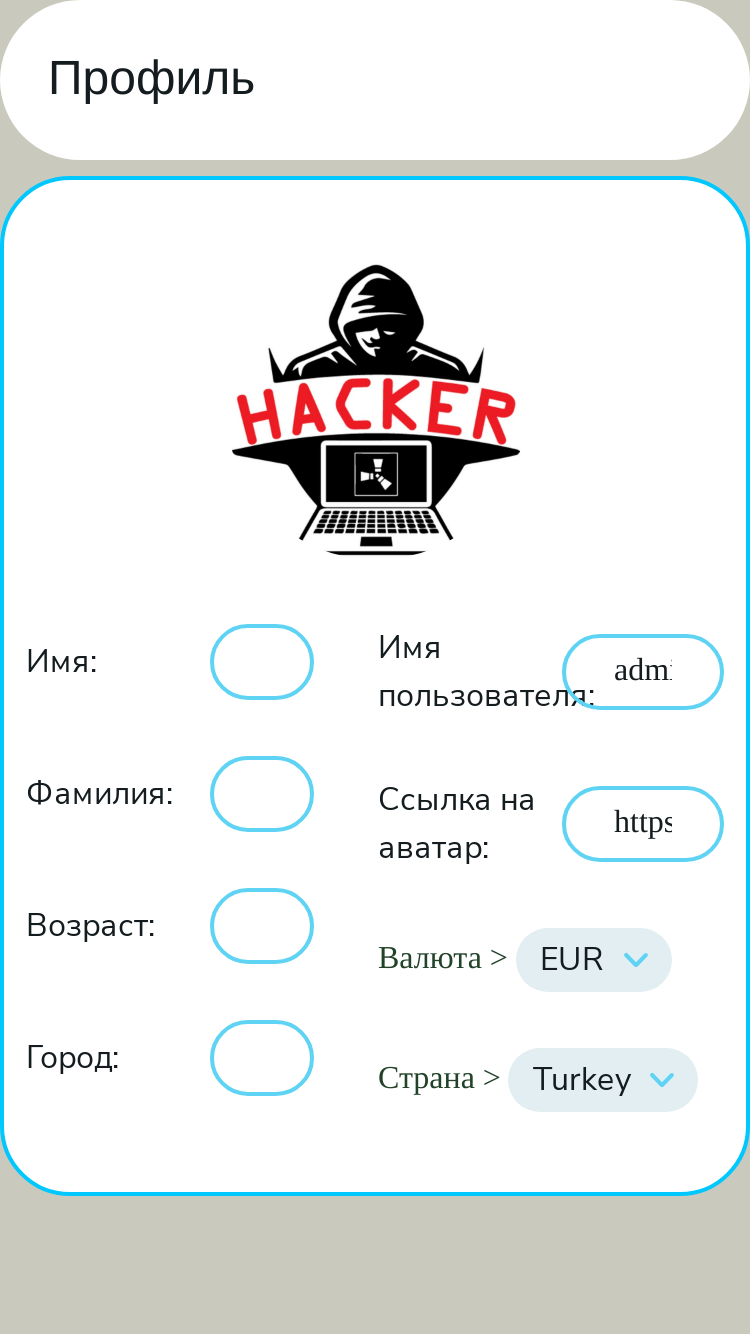 Профиль
HACKER
Имя:
Фамилия:
Возраст:
Город:
Имя
пользователя:
admi
Ссылка на
аватар:
https
Валюта > EUR
Страна > Turkey